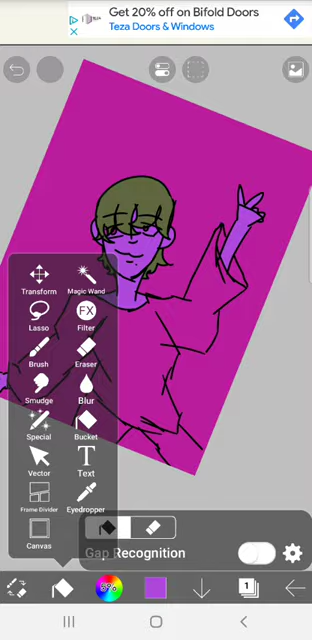 Get 20% off on Bifold Doors
Teza Doors & Windows
Transform
Magic Wand
Lasso
FX
Filter
Brush
Eraser
Smudge
Blur
Special
Bucket
Vector
T
Text
Frame Divider
Eyedropper
Canvas
Gap Recognition
1